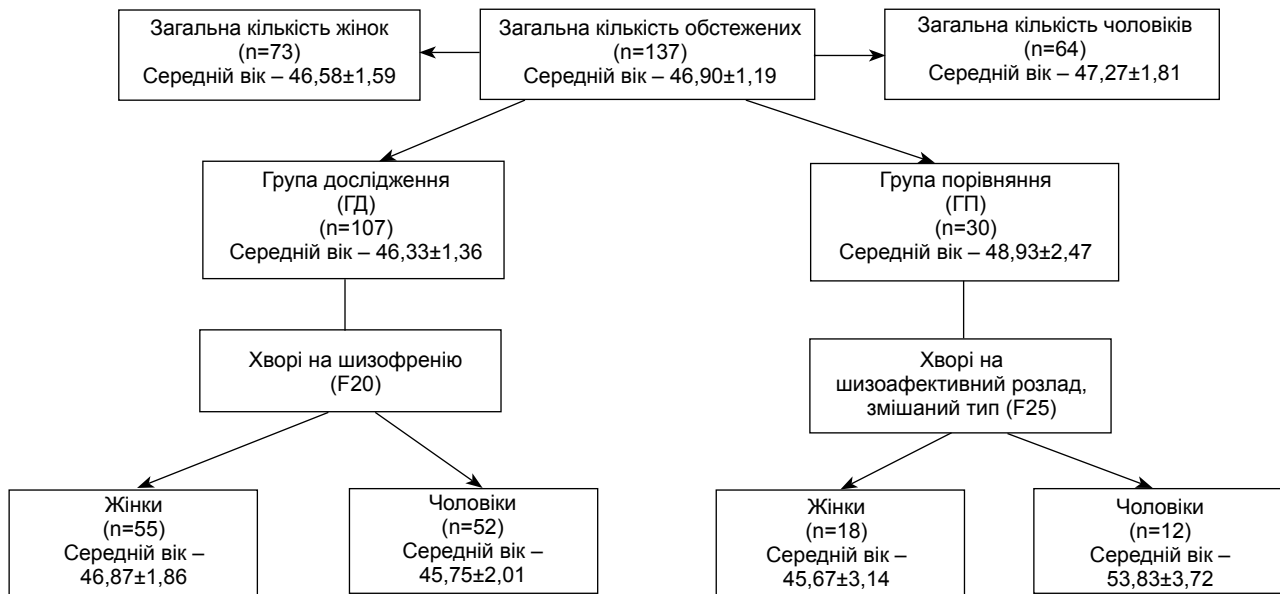 Загальна кількість жінок
(n=73)
Середній вік – 46,58±1,59
Загальна кількість обстежених
(n=137)
Середній вік – 46,90±1,19
Загальна кількість чоловіків
(n=64)
Середній вік – 47,27±1,81
Група дослідження
(ГД)
(n=107)
Середній вік – 46,33±1,36
Група порівняння
(ГП)
(n=30)
Середній вік – 48,93±2,47
Хворі на шизофренію
(F20)
Хворі на
шизоафективний розлад,
змішаний тип (F25)
Жінки
(n=55)
Середній вік –
46,87±1,86
Чоловіки
(n=52)
Середній вік –
45,75±2,01
Жінки
(n=18)
Середній вік –
45,67±3,14
Чоловіки
(n=12)
Середній вік –
53,83±3,72